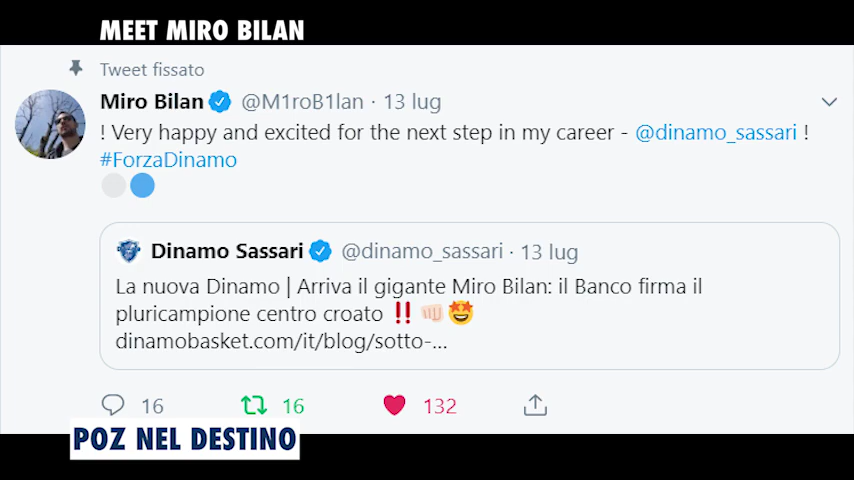 MEET MIRO BILAN
Tweet fissato
Miro Bilan @M1roB1lan · 13 lug
! Very happy and excited for the next step in my career - @dinamo_sassari !
#ForzaDinamo
Dinamo Sassari @dinamo_sassari · 13 lug
La nuova Dinamo | Arriva il gigante Miro Bilan: il Banco firma il
pluricampione centro croato ‼️👊🏻🤩
dinamobasket.com/it/blog/sotto-...
16 16 132
POZ NEL DESTINO